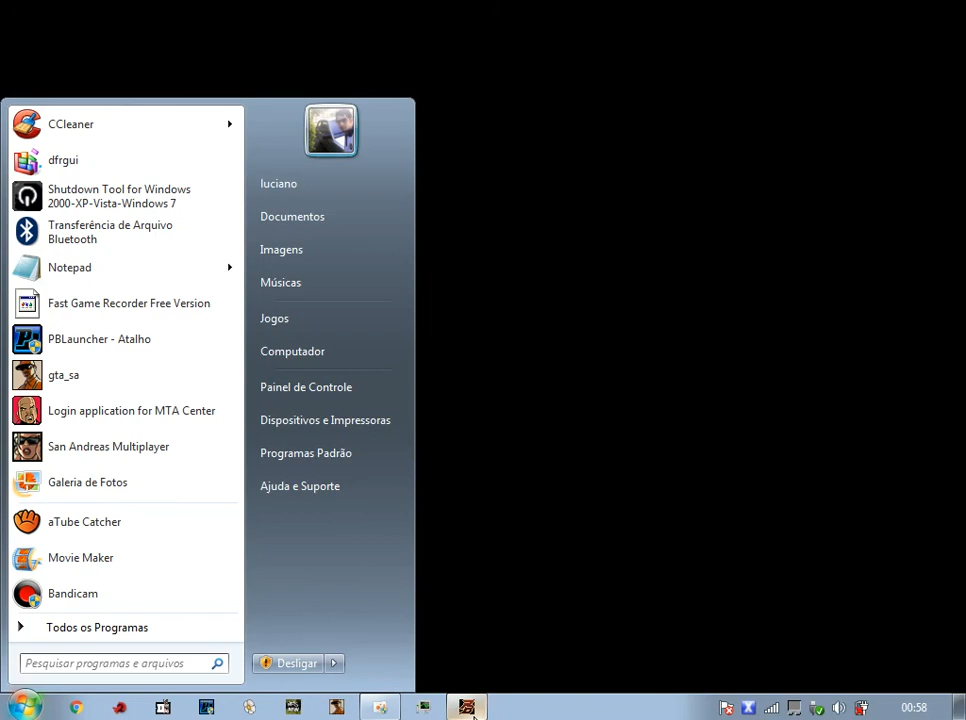 CCleaner
dfrgui
Shutdown Tool for Windows
2000-XP-Vista-Windows 7
Transferência de Arquivo
Bluetooth
Notepad
Fast Game Recorder Free Version
PBLauncher - Atalho
gta_sa
Login application for MTA Center
San Andreas Multiplayer
Galeria de Fotos
aTube Catcher
Movie Maker
Bandicam
Todos os Programas
Pesquisar programas e arquivos
luciano
Documentos
Imagens
Músicas
Jogos
Computador
Painel de Controle
Dispositivos e Impressoras
Programas Padrão
Ajuda e Suporte
Desligar
00:58